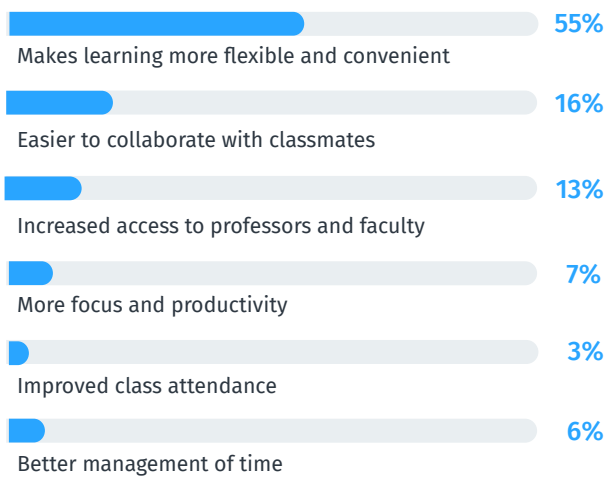 55%
Makes learning more flexible and convenient
16%
Easier to collaborate with classmates
13%
Increased access to professors and faculty
7%
More focus and productivity
3%
Improved class attendance
6%
Better management of time